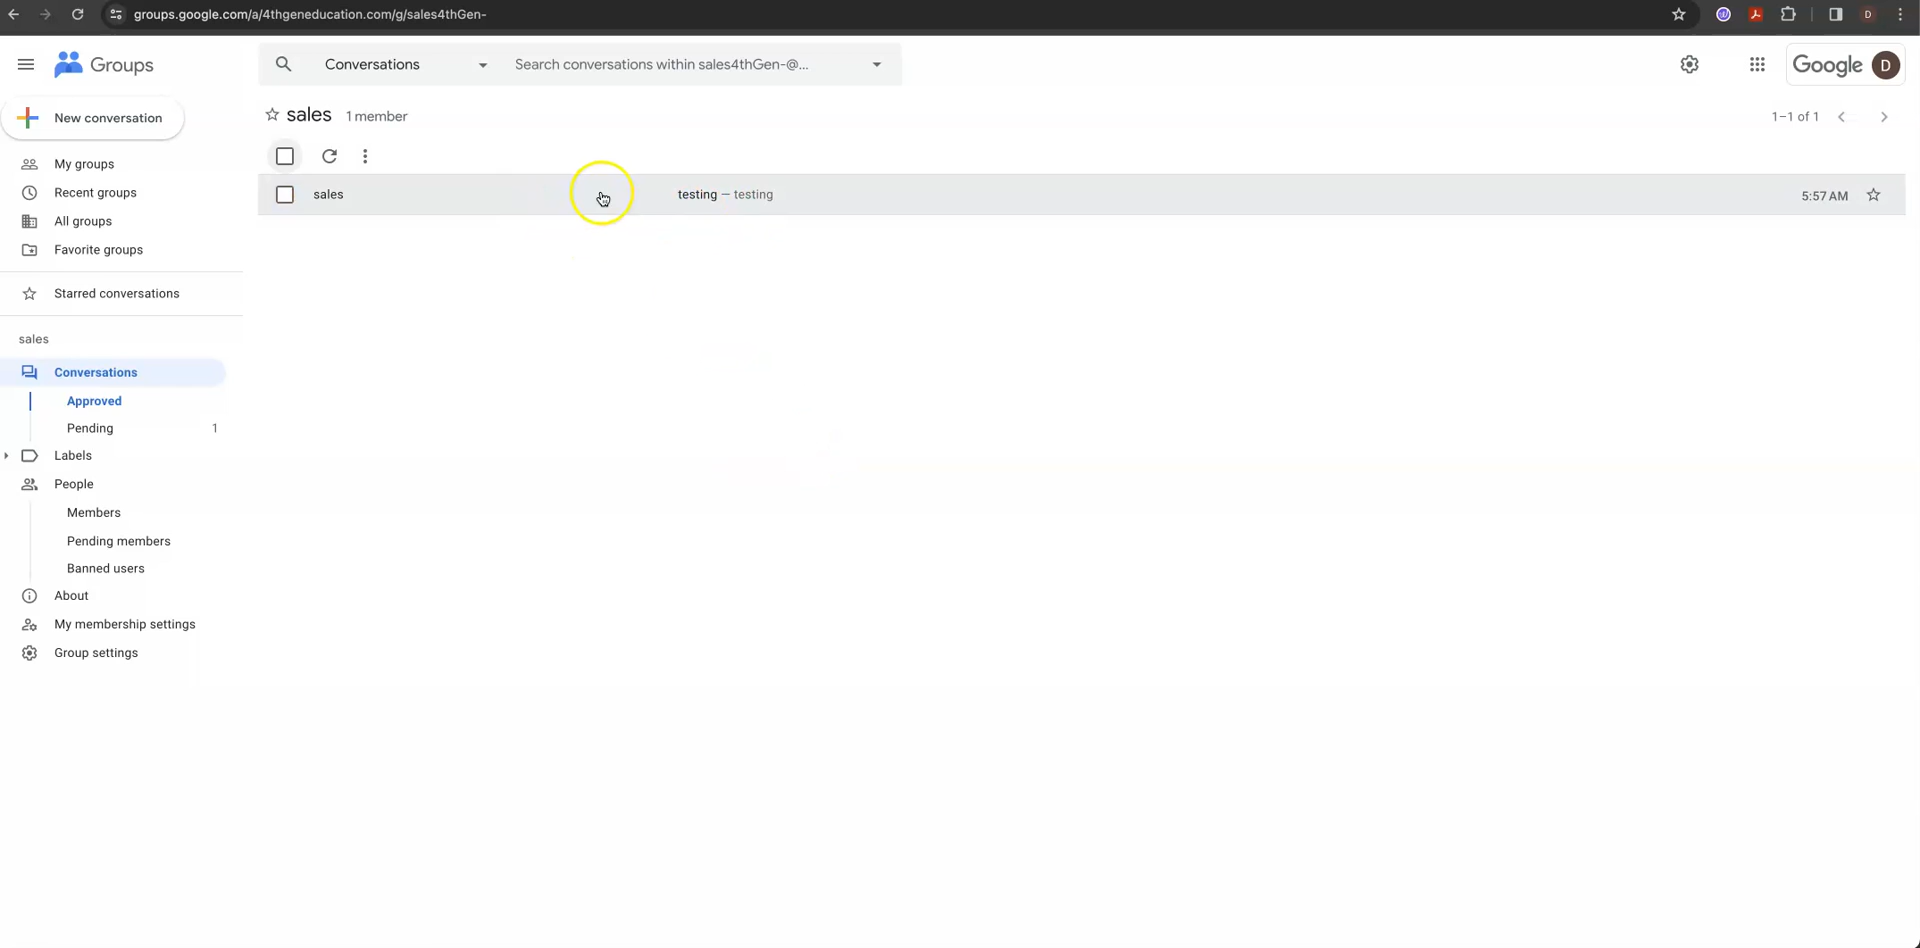 groups.google.com/a/4thgeneducation.com/g/sales4thGen-
D
Groups
Conversations
Search conversations within sales4thGen-@...
Google D
New conversation
sales 1 member
1–1 of 1
My groups
sales testing – testing 5:57 AM
Recent groups
All groups
Favorite groups
Starred conversations
sales
Conversations
Approved
Pending 1
Labels
People
Members
Pending members
Banned users
About
My membership settings
Group settings